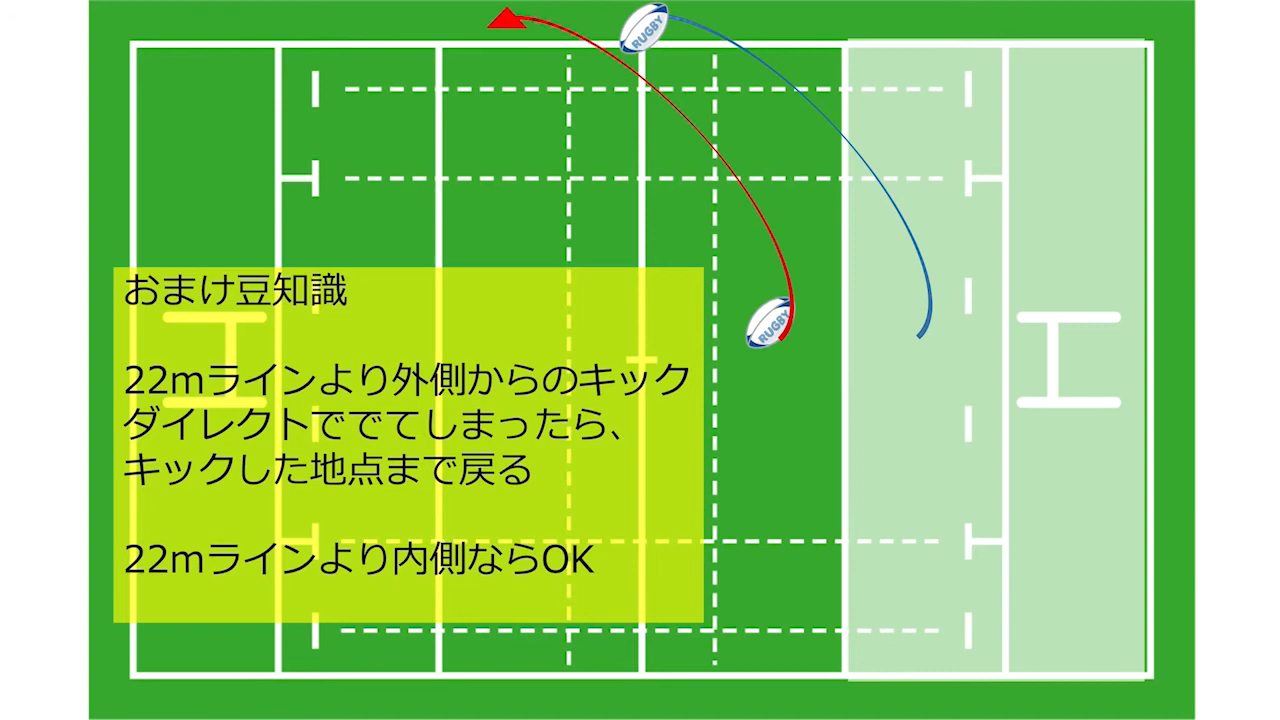 RUGBY
RUGBY
おまけ豆知識
22mラインより外側からのキック
ダイレクトででてしまったら、
キックした地点まで戻る
22mラインより内側ならOK